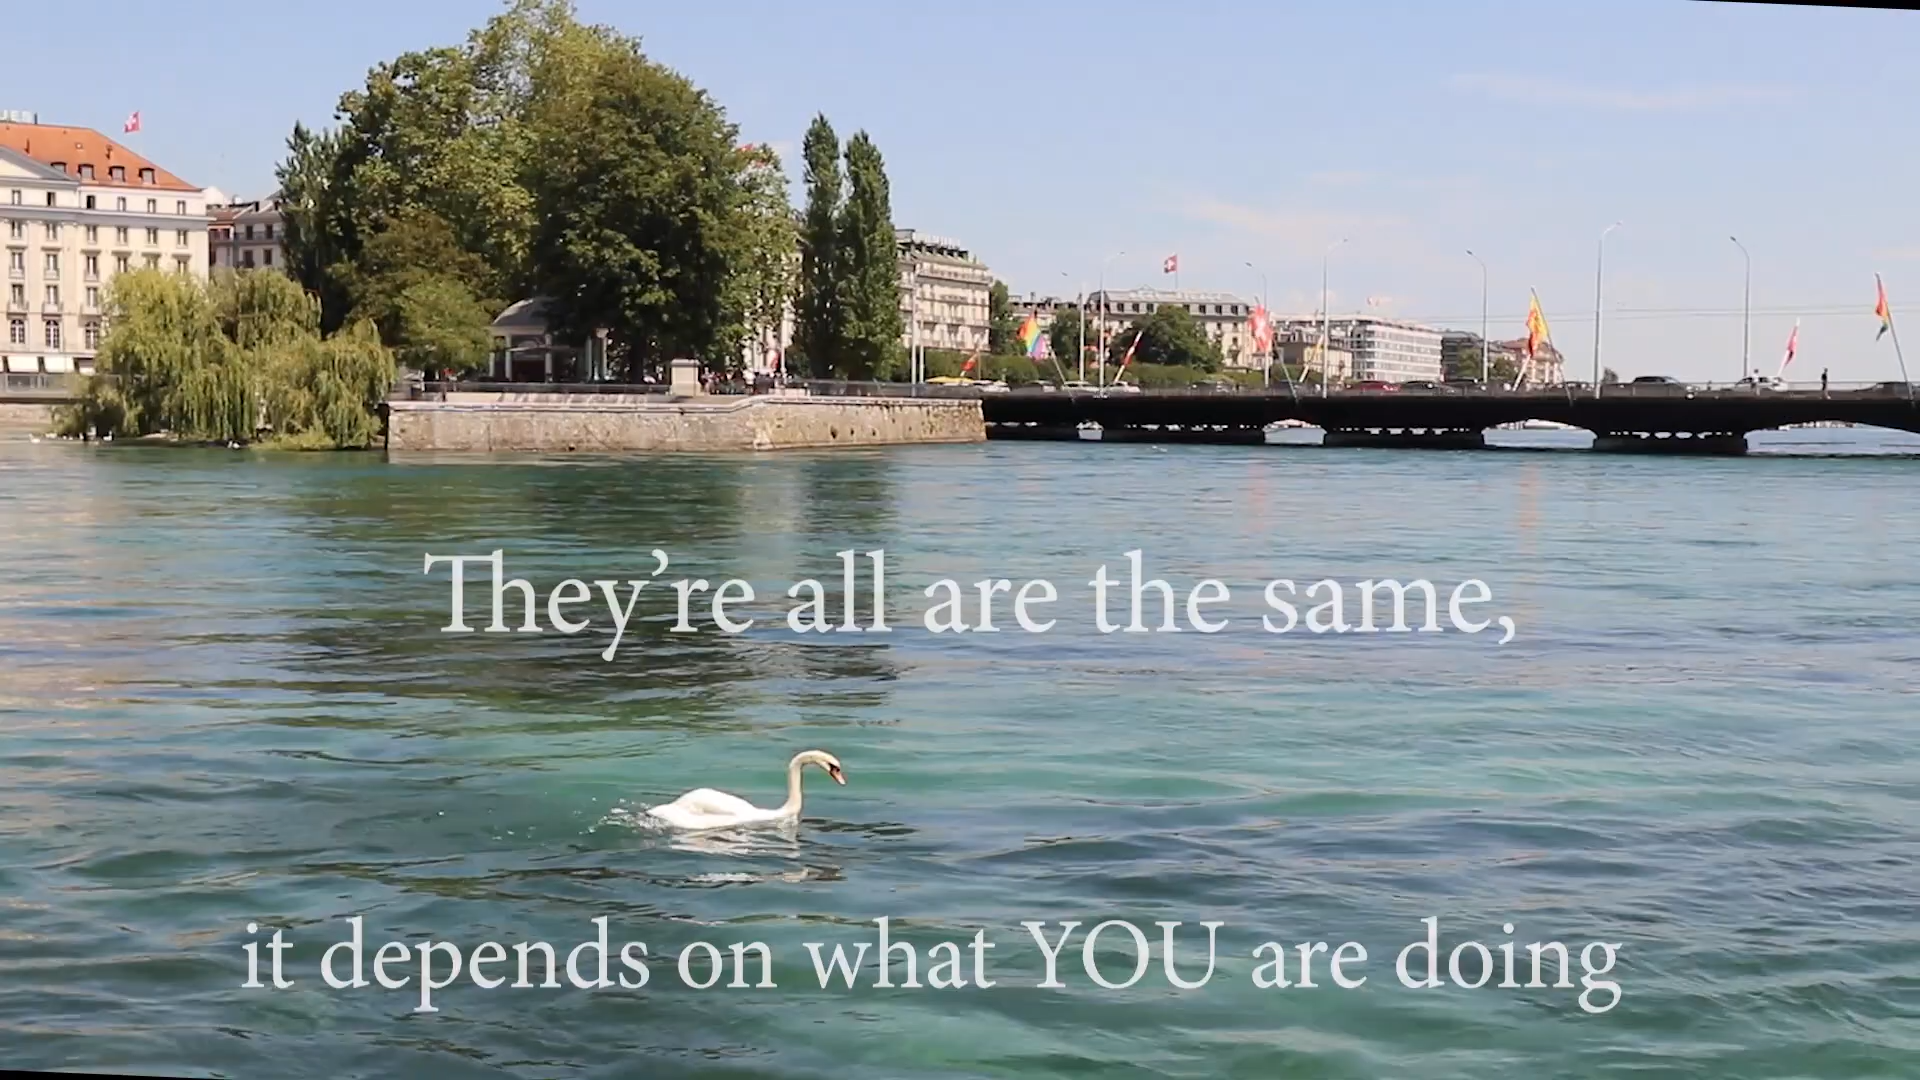 They’re all are the same,
it depends on what YOU are doing